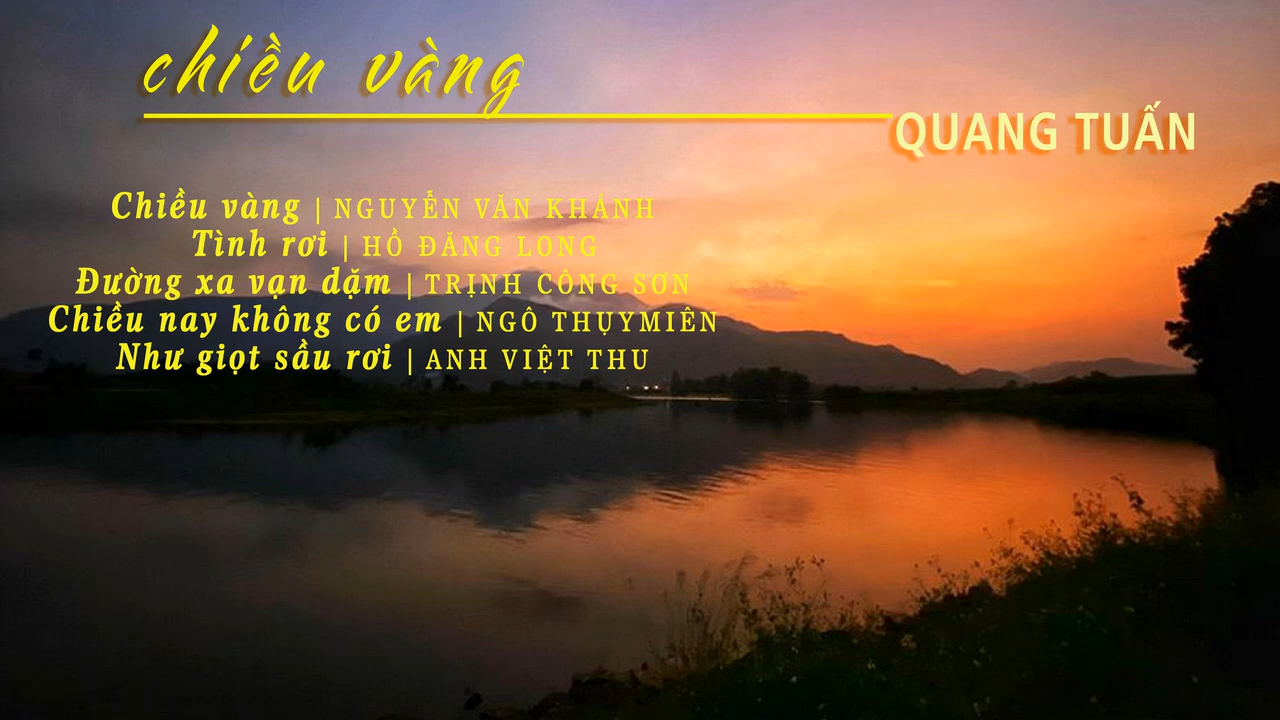 chiều vàng
QUANG TUẤN
Chiều vàng | NGUYỄN VĂN KHÁNH
Tình rơi | HỒ ĐĂNG LONG
Đường xa vạn dặm | TRỊNH CÔNG SƠN
Chiều nay không có em | NGÔ THỤYMIÊN
Như giọt sầu rơi | ANH VIỆT THU